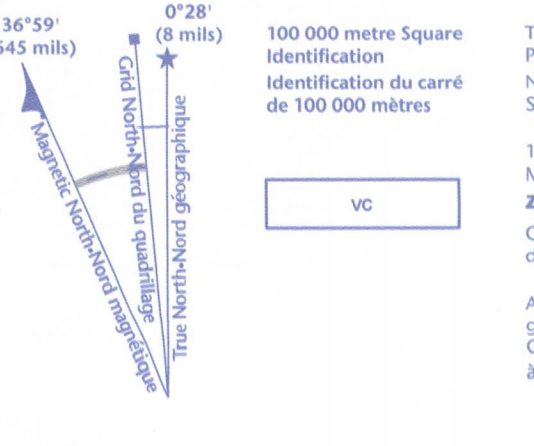 36°59'
645 mils)
0°28'
(8 mils)
Magnetic North•Nord magnétique
Grid North•Nord du quadrillage
True North•Nord géographique
100 000 metre Square
Identification
Identification du carré
de 100 000 mètres
VC